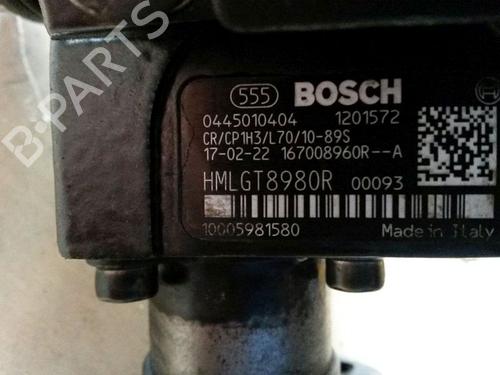 555 BOSCH
0445010404 1201572
CR/CP1H3/L70/10-89S
17-02-22 167008960R--A
HMLGT8980R 00093
10005981580 Made in Italy
B-PARTS